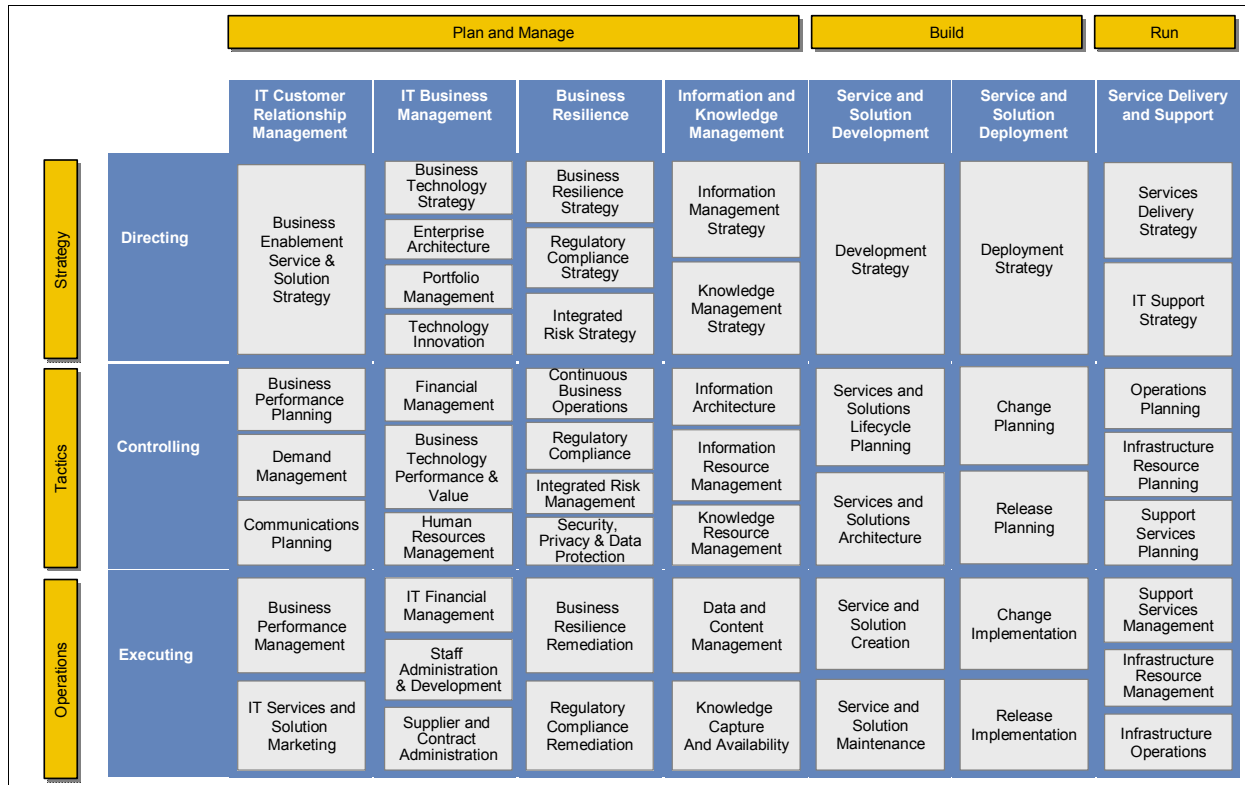 Plan and Manage
Build
Run
IT Customer
Relationship
Management
IT Business
Management
Business
Resilience
Information and
Knowledge
Management
Service and
Solution
Development
Service and
Solution
Deployment
Service Delivery
and Support
Strategy
Directing
Business
Enablement
Service &
Solution
Strategy
Business
Technology
Strategy
Enterprise
Architecture
Portfolio
Management
Technology
Innovation
Business
Resilience
Strategy
Regulatory
Compliance
Strategy
Integrated
Risk Strategy
Information
Management
Strategy
Knowledge
Management
Strategy
Development
Strategy
Deployment
Strategy
Services
Delivery
Strategy
IT Support
Strategy
Tactics
Controlling
Business
Performance
Planning
Demand
Management
Communications
Planning
Financial
Management
Business
Technology
Performance &
Value
Human
Resources
Management
Continuous
Business
Operations
Regulatory
Compliance
Integrated Risk
Management
Security,
Privacy & Data
Protection
Information
Architecture
Information
Resource
Management
Knowledge
Resource
Management
Services and
Solutions
Lifecycle
Planning
Services and
Solutions
Architecture
Change
Planning
Release
Planning
Operations
Planning
Infrastructure
Resource
Planning
Support
Services
Planning
Operations
Executing
Business
Performance
Management
IT Services and
Solution
Marketing
IT Financial
Management
Staff
Administration
& Development
Supplier and
Contract
Administration
Business
Resilience
Remediation
Regulatory
Compliance
Remediation
Data and
Content
Management
Knowledge
Capture
And Availability
Service and
Solution
Creation
Service and
Solution
Maintenance
Change
Implementation
Release
Implementation
Support
Services
Management
Infrastructure
Resource
Management
Infrastructure
Operations